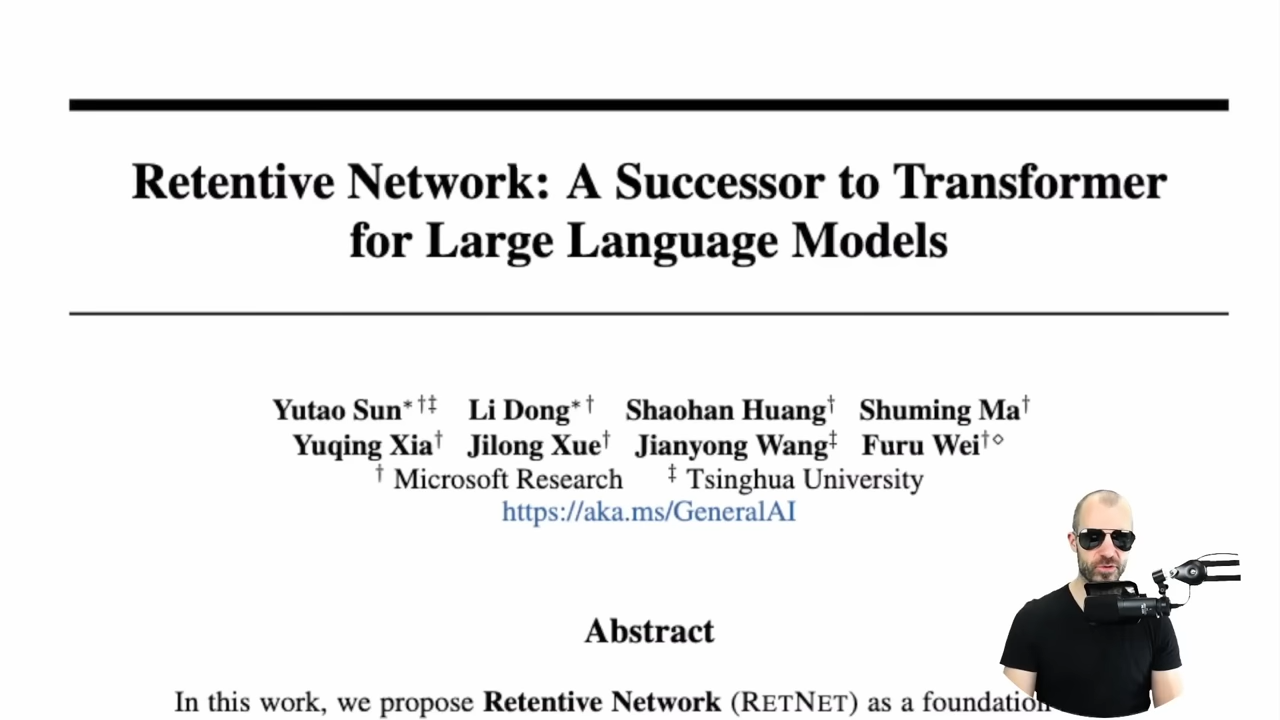 Retentive Network: A Successor to Transformer
for Large Language Models
Yutao Sun*†‡ Li Dong*† Shaohan Huang† Shuming Ma†
Yuqing Xia† Jilong Xue† Jianyong Wang‡ Furu Wei†⋄
† Microsoft Research ‡ Tsinghua University
https://aka.ms/GeneralAI
Abstract
In this work, we propose Retentive Network (RETNET) as a foundation